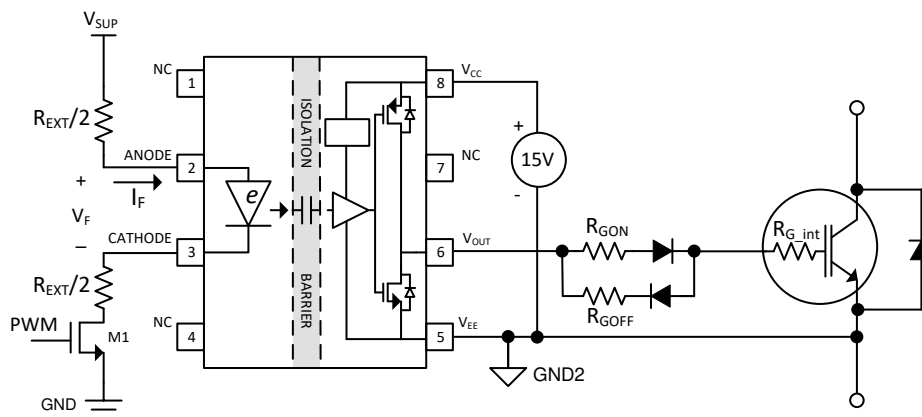 VSUP
NC
1
8
VCC
REXT/2
ISOLATION
+
15V
-
ANODE
2
7
NC
+
IF
e
VF
–
RGON
RG_int
CATHODE
3
6
VOUT
REXT/2
BARRIER
RGOFF
PWM
M1
NC
4
5
VEE
GND2
GND